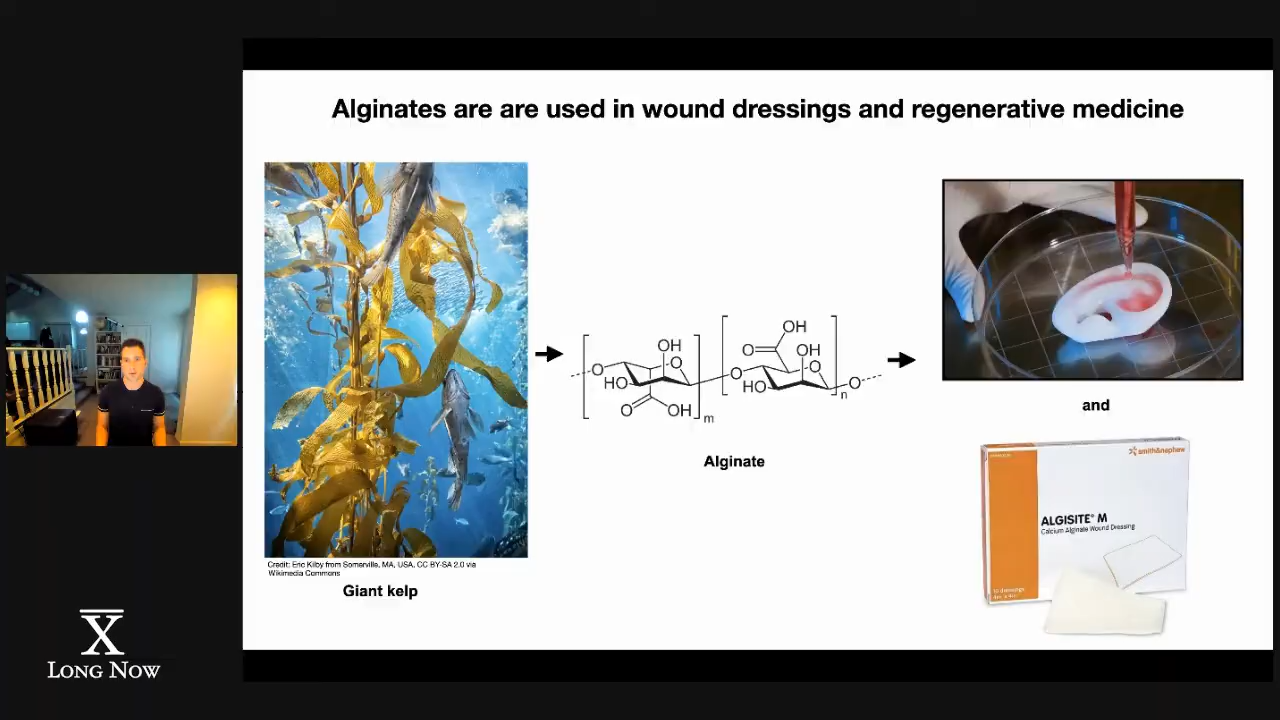 Alginates are are used in wound dressings and regenerative medicine
Credit: Eric Kilby from Somerville, MA, USA, CC BY-SA 2.0 via
Wikimedia Commons
Giant kelp
OH
O
O
HO
O
OH
m
OH
O
OH
O
O
HO
O
n
Alginate
and
smith&nephew
ALGISITE® M
Calcium Alginate Wound Dressing
10 dressings
X
LONG NOW